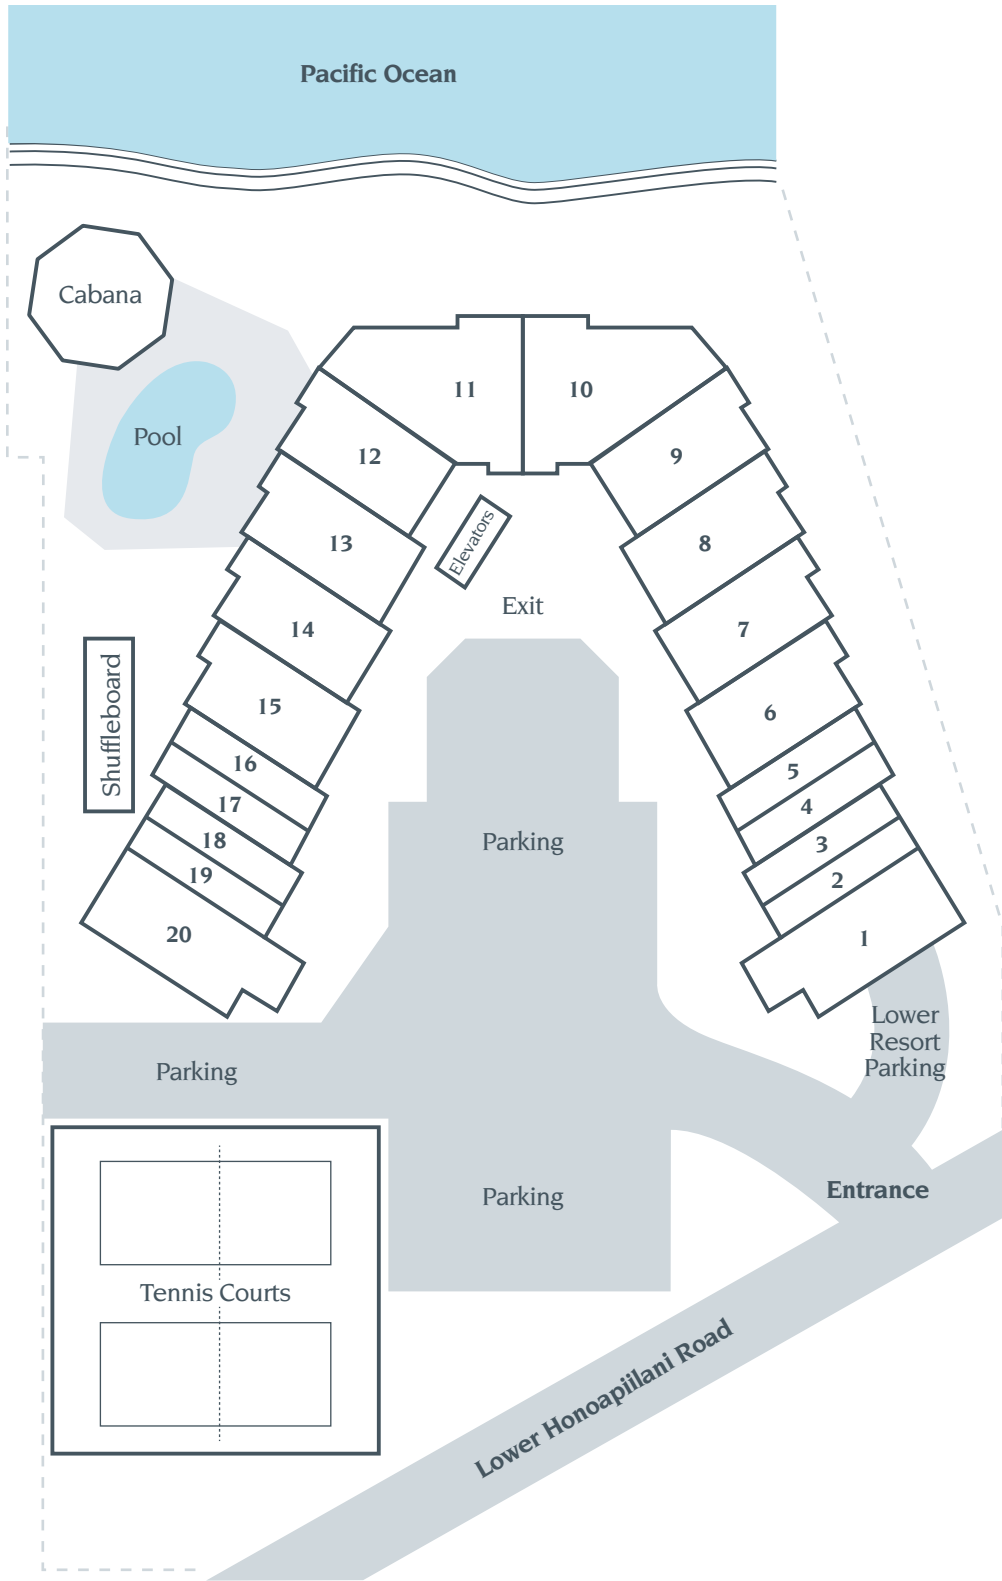 Pacific Ocean
Cabana
Pool
11
10
12
9
Elevators
13
8
Exit
14
7
15
6
Shuffleboard
16
5
17
4
18
3
19
2
20
1
Parking
Lower
Resort
Parking
Parking
Parking
Entrance
Tennis Courts
Lower Honoapiilani Road